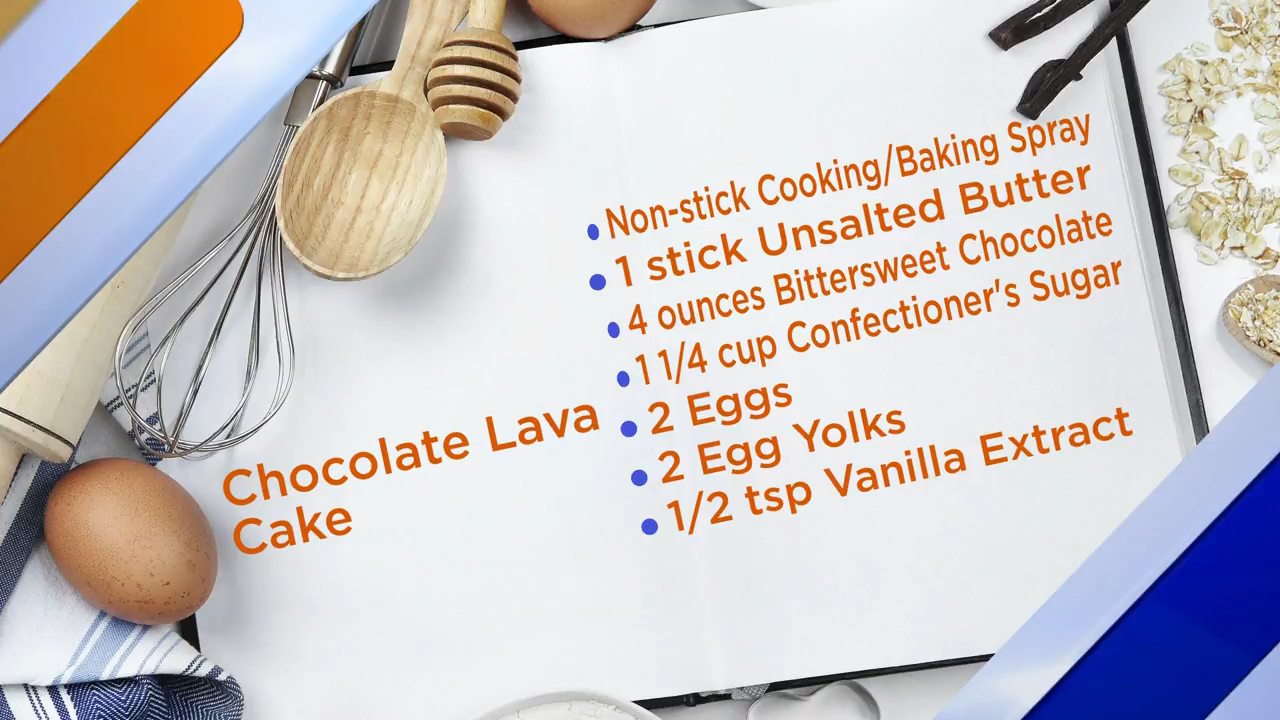 Chocolate Lava
Cake
• Non-stick Cooking/Baking Spray
• 1 stick Unsalted Butter
• 4 ounces Bittersweet Chocolate
• 1 1/4 cup Confectioner's Sugar
• 2 Eggs
• 2 Egg Yolks
• 1/2 tsp Vanilla Extract